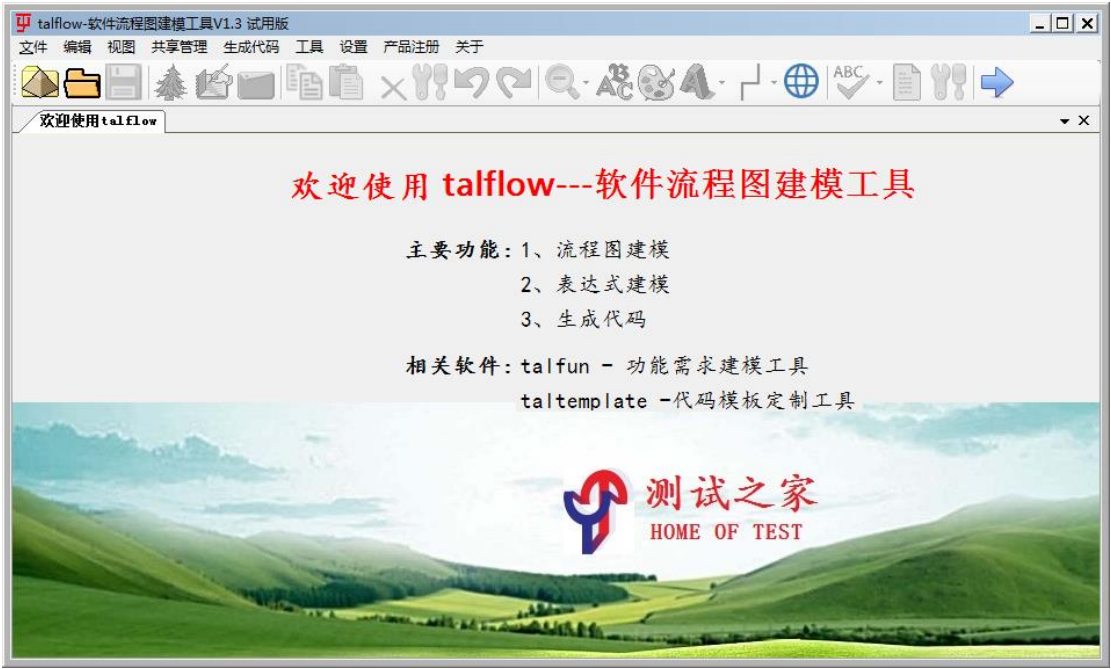 talflow-软件流程图建模工具V1.3 试用版
文件 编辑 视图 共享管理 生成代码 工具 设置 产品注册 关于
ABC
欢迎使用talflow
欢迎使用 talflow---软件流程图建模工具
主要功能:1、流程图建模
2、表达式建模
3、生成代码
相关软件:talfun - 功能需求建模工具
taltemplate -代码模板定制工具
测试之家
HOME OF TEST